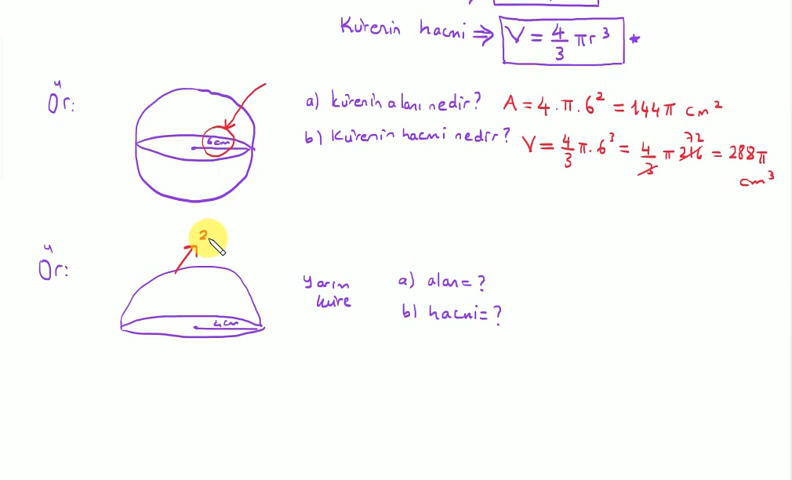 Kürenin hacmi ⇒ V = 4/3 πr³ *
Ör:
6cm
a) kürenin alanı nedir? A = 4.π.6² = 144π cm²
b) Kürenin hacmi nedir? V = 4/3 π.6³ = 4/3 π 216 72 = 288π cm³
Ör:
2
4cm
yarım küre
a) alan=?
b) hacmi=?